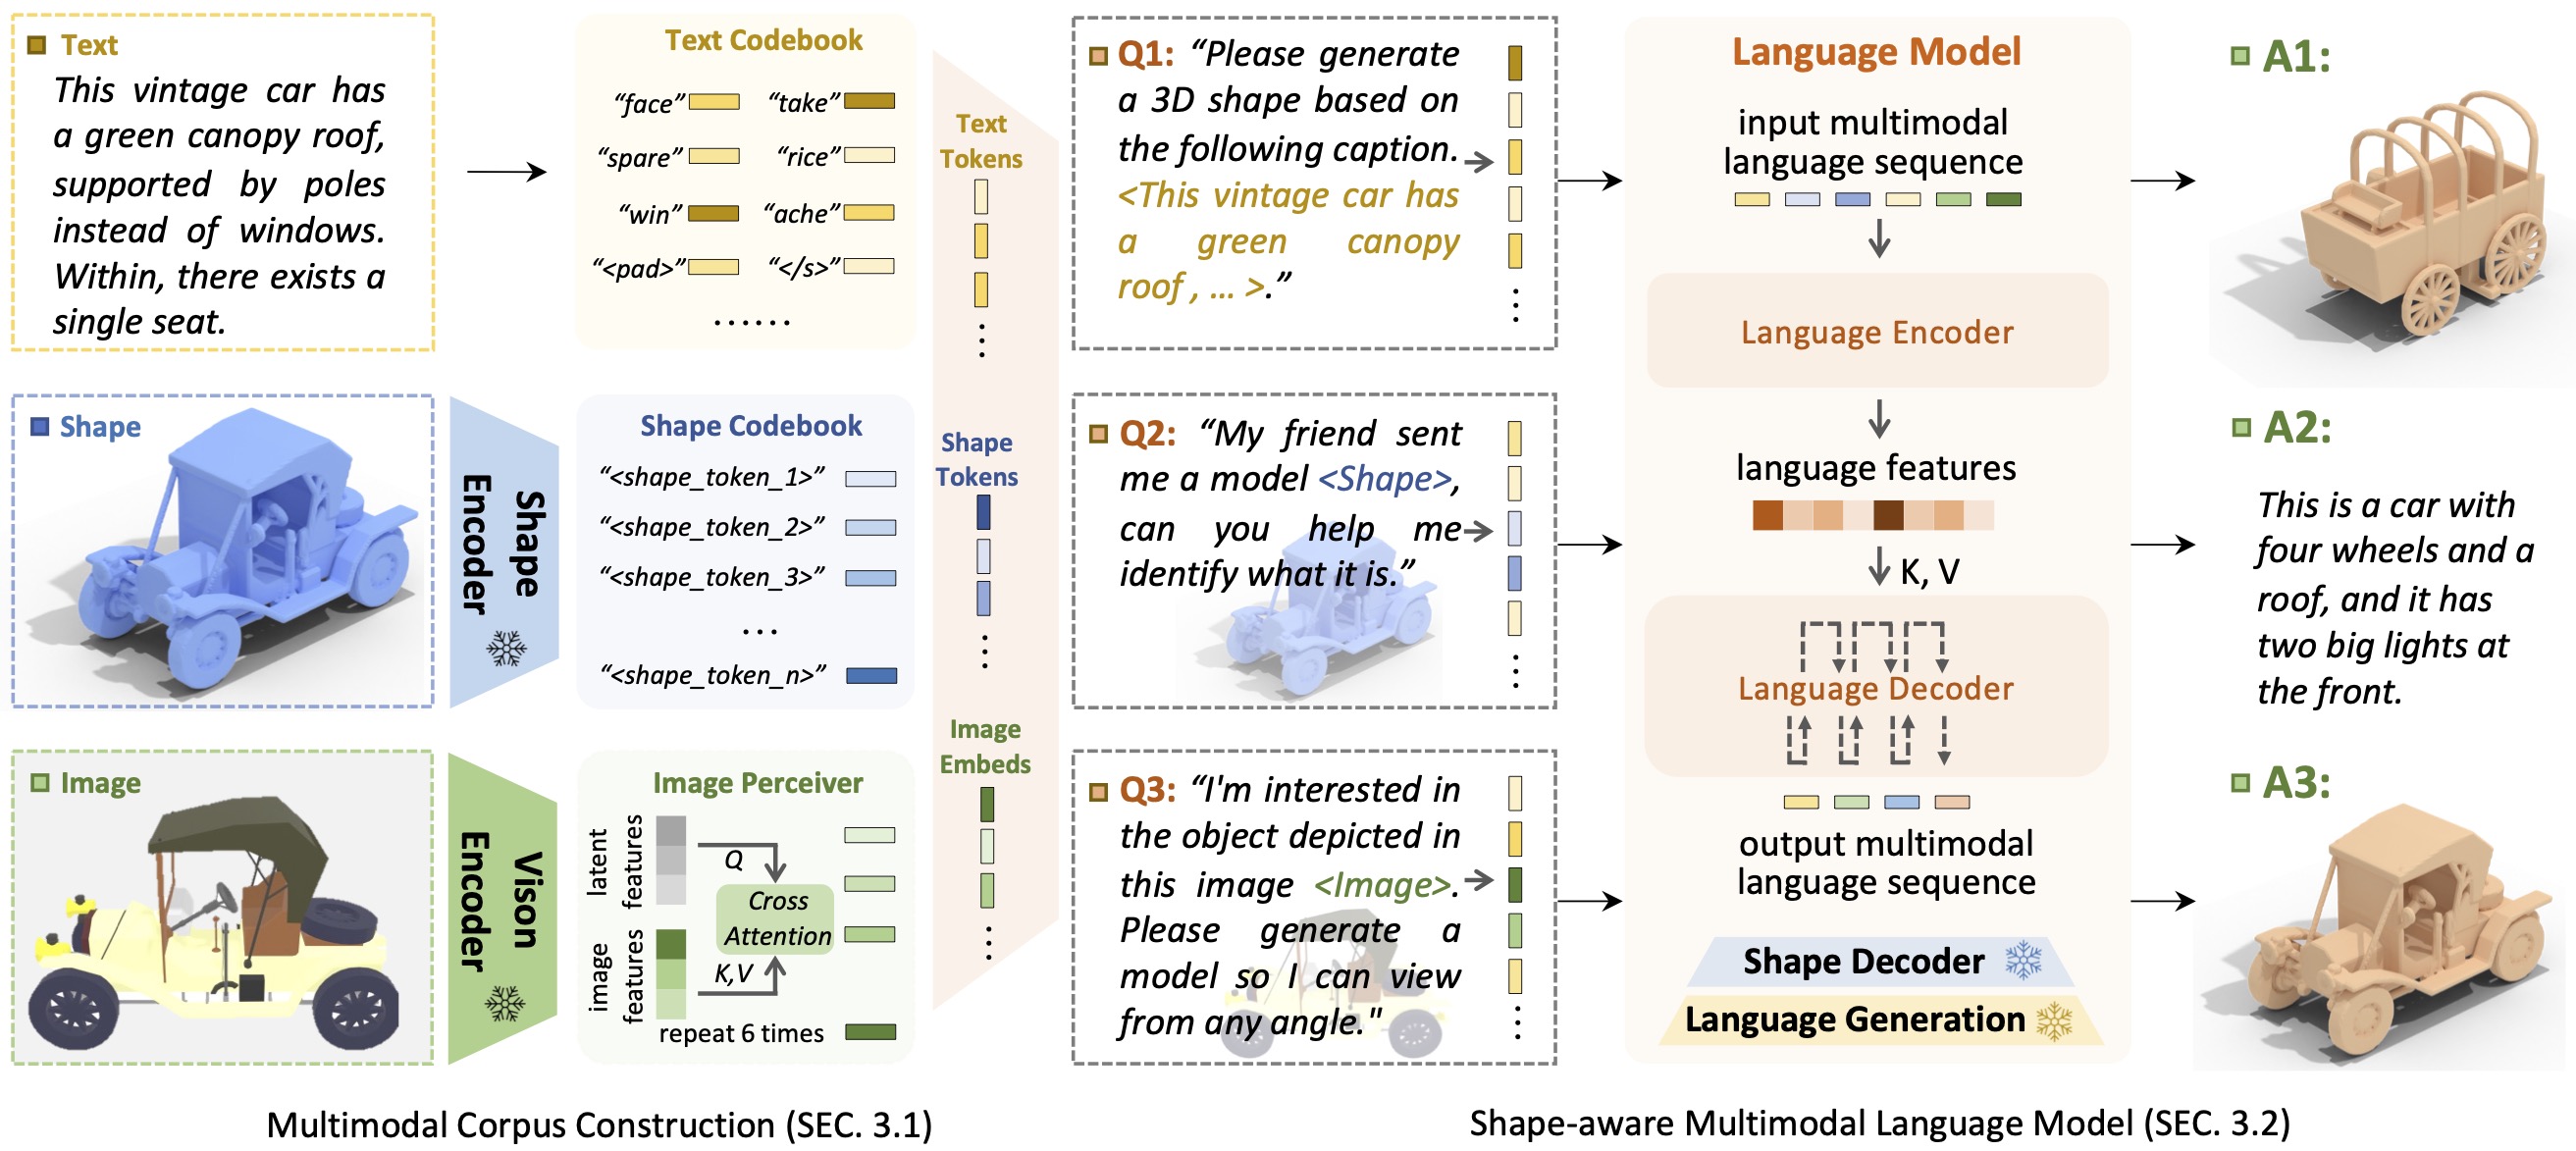 Text
This vintage car has
a green canopy roof,
supported by poles
instead of windows.
Within, there exists a
single seat.
Text Codebook
“face” “take”
“spare” “rice”
“win” “ache”
“<pad>” “</s>”
......
Text
Tokens
Shape
Shape
Encoder
Shape Codebook
“<shape_token_1>”
“<shape_token_2>”
“<shape_token_3>”
...
“<shape_token_n>”
Shape
Tokens
Image
Vison
Encoder
Image Perceiver
latent
features
Q
Cross
Attention
image
features
K,V
repeat 6 times
Image
Embeds
Multimodal Corpus Construction (SEC. 3.1)
Q1: “Please generate
a 3D shape based on
the following caption.
<This vintage car has
a green canopy
roof , ... >.”
Q2: “My friend sent
me a model <Shape>,
can you help me
identify what it is.”
Q3: “I'm interested in
the object depicted in
this image <Image>.
Please generate a
model so I can view
from any angle."
Language Model
input multimodal
language sequence
Language Encoder
language features
K, V
Language Decoder
output multimodal
language sequence
Shape Decoder
Language Generation
A1:
A2:
This is a car with
four wheels and a
roof, and it has
two big lights at
the front.
A3:
Shape-aware Multimodal Language Model (SEC. 3.2)